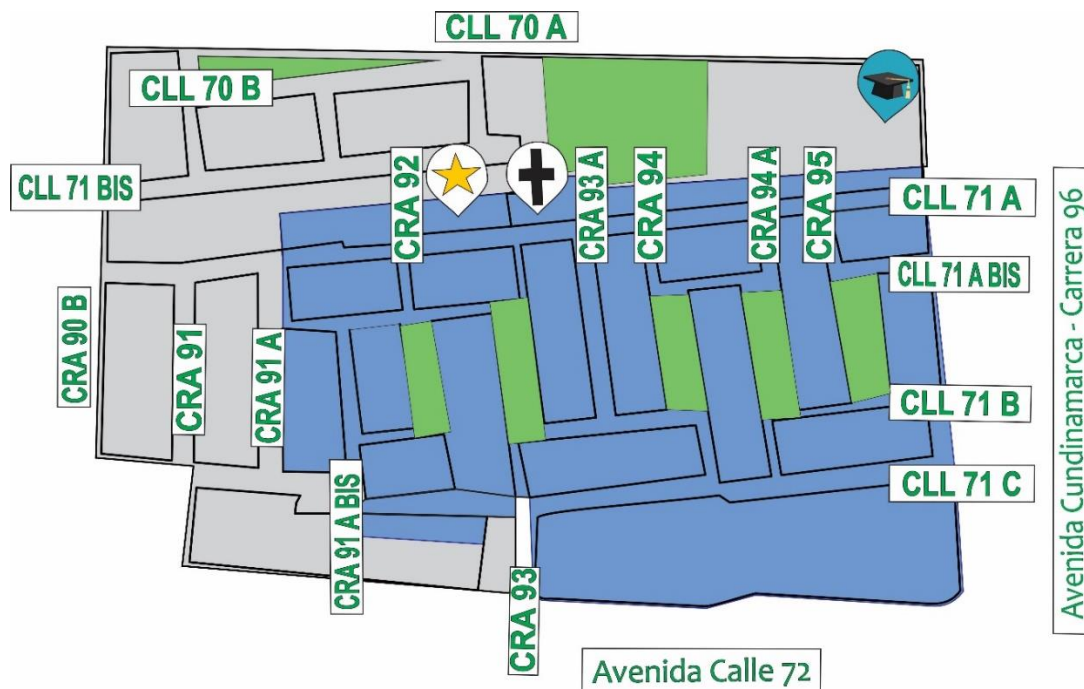 CLL 70 A
CLL 70 B
CLL 71 BIS
CRA 92
CRA 93 A
CRA 94
CRA 94 A
CRA 95
CLL 71 A
CLL 71 A BIS
CRA 90 B
CRA 91
CRA 91 A
CLL 71 B
CLL 71 C
CRA 91 A BIS
CRA 93
Avenida Cundinamarca - Carrera 96
Avenida Calle 72